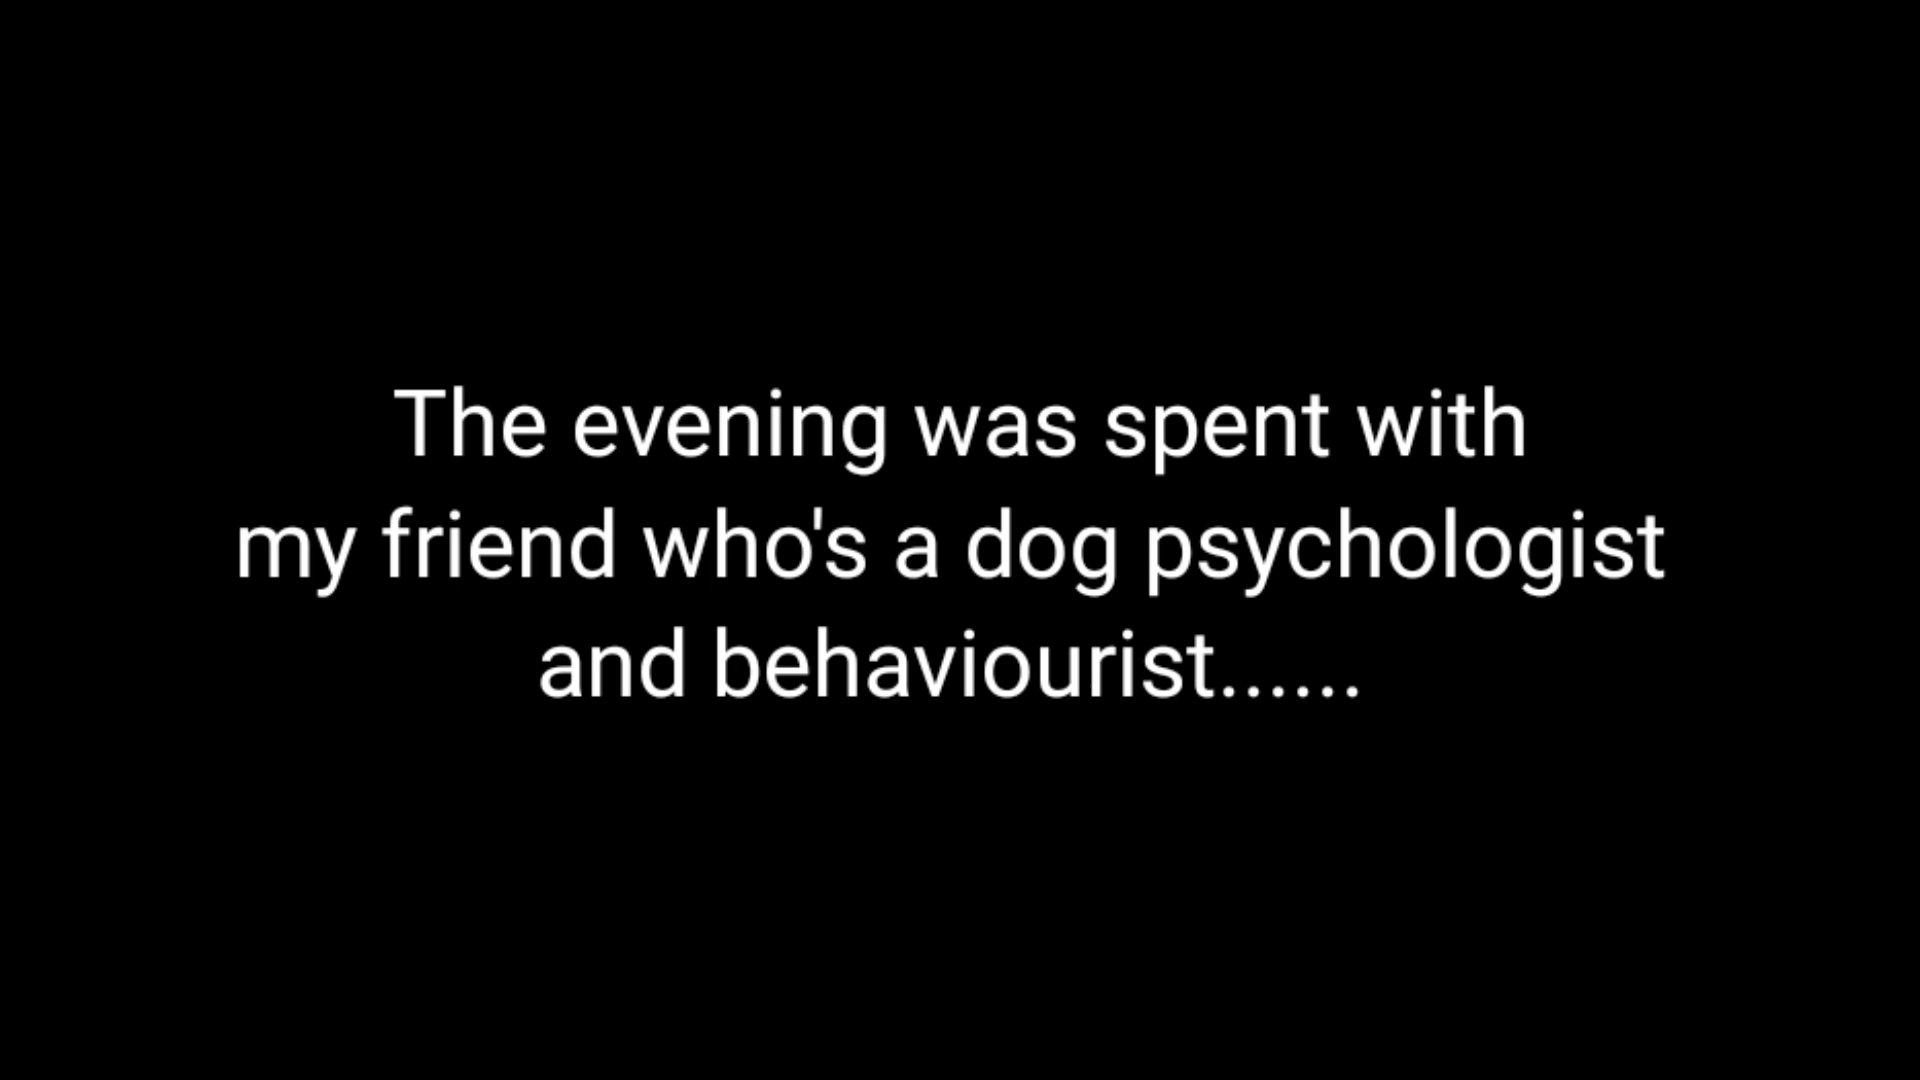 The evening was spent with
my friend who's a dog psychologist
and behaviourist......